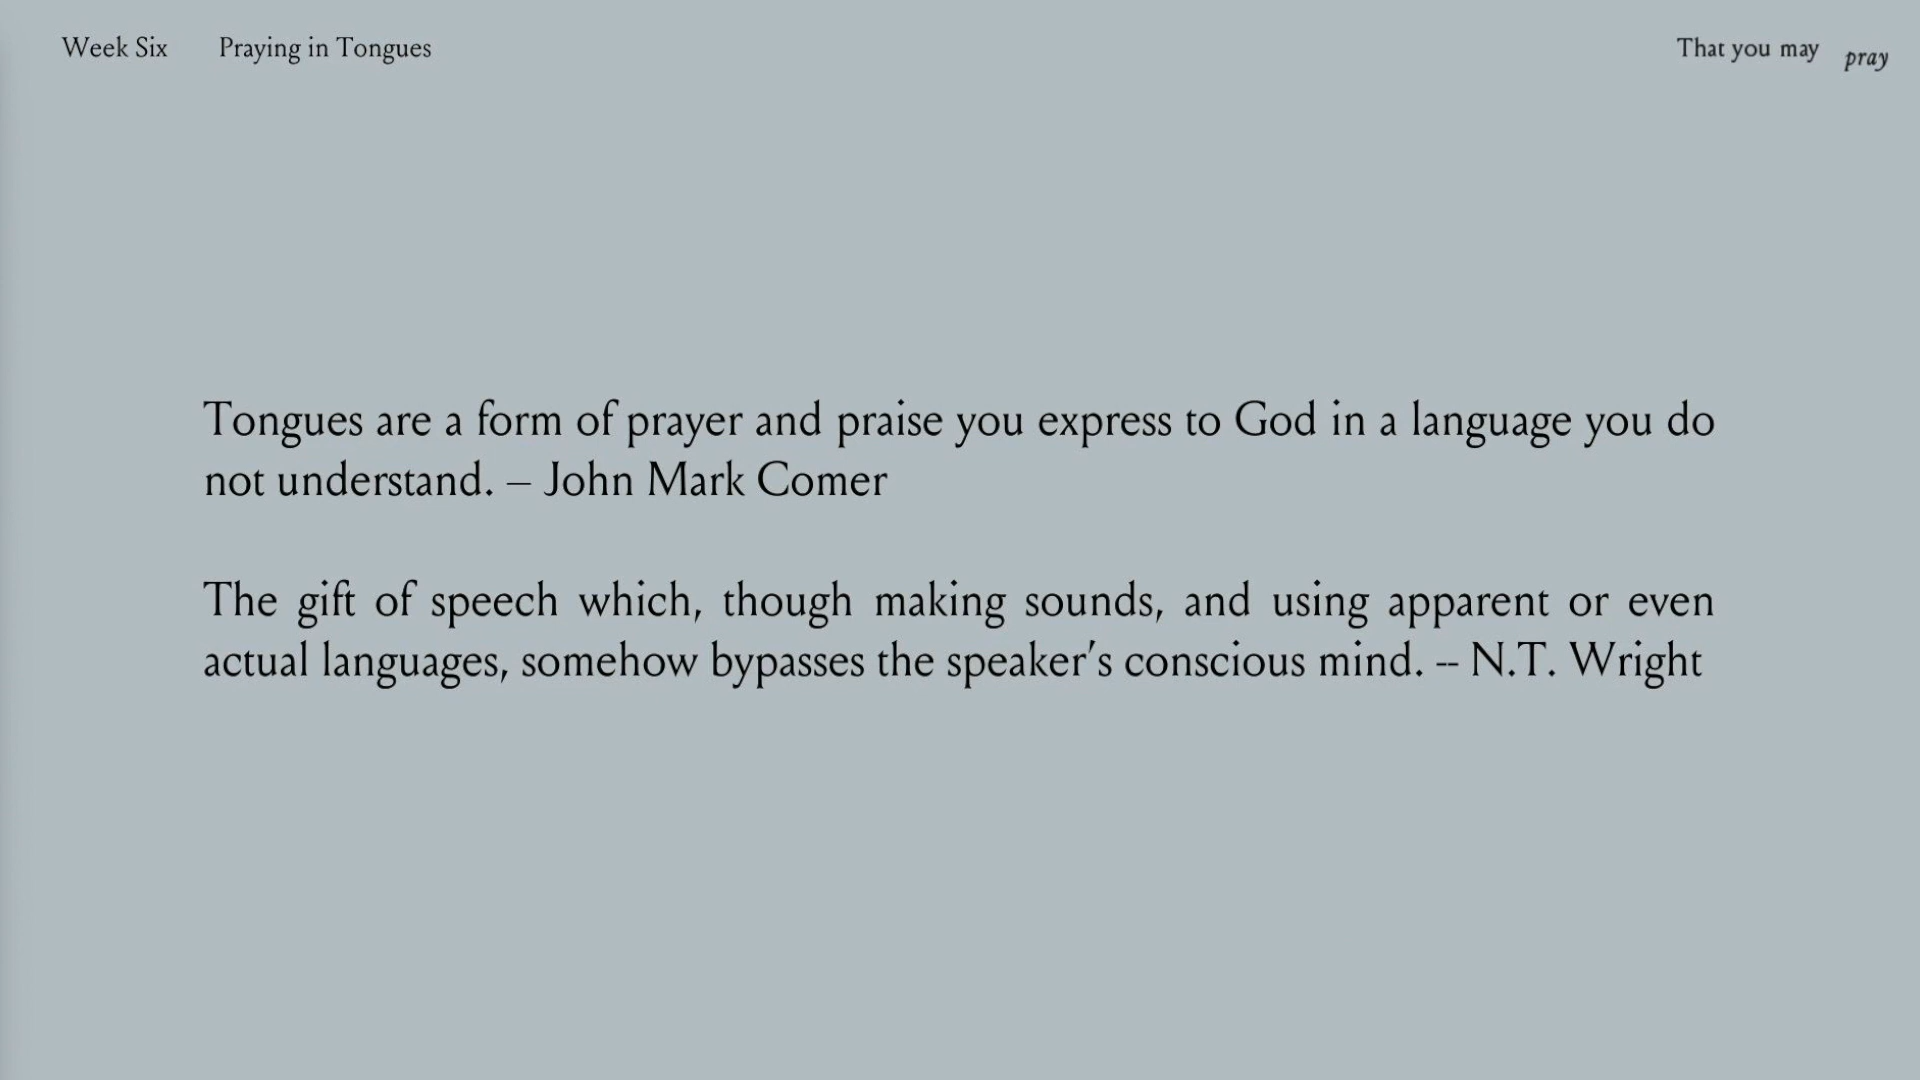 Week Six Praying in Tongues That you may pray
Tongues are a form of prayer and praise you express to God in a language you do
not understand. – John Mark Comer
The gift of speech which, though making sounds, and using apparent or even
actual languages, somehow bypasses the speaker's conscious mind. -- N.T. Wright